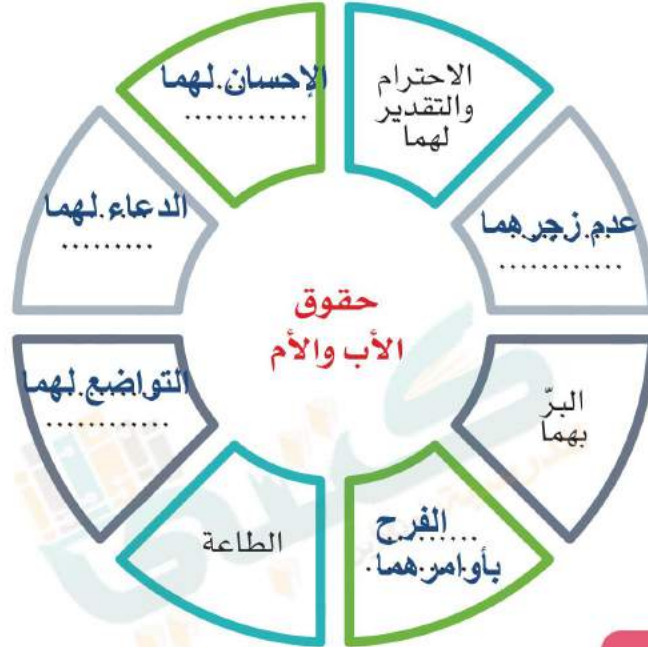 حقوق
الأب والأم
الاحترام
والتقدير
لهما
عدم زجرهما
البرّ
بهما
الفرح
بأوامرهما
الطاعة
التواضع لهما
الدعاء لهما
الإحسان لهما
كتبي